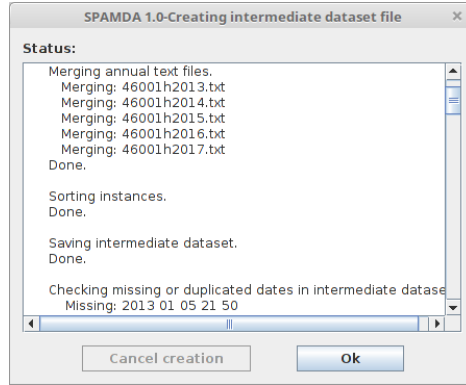 SPAMDA 1.0-Creating intermediate dataset file
Status:
Merging annual text files.
Merging: 46001h2013.txt
Merging: 46001h2014.txt
Merging: 46001h2015.txt
Merging: 46001h2016.txt
Merging: 46001h2017.txt
Done.
Sorting instances.
Done.
Saving intermediate dataset.
Done.
Checking missing or duplicated dates in intermediate datase
Missing: 2013 01 05 21 50
Cancel creation
Ok